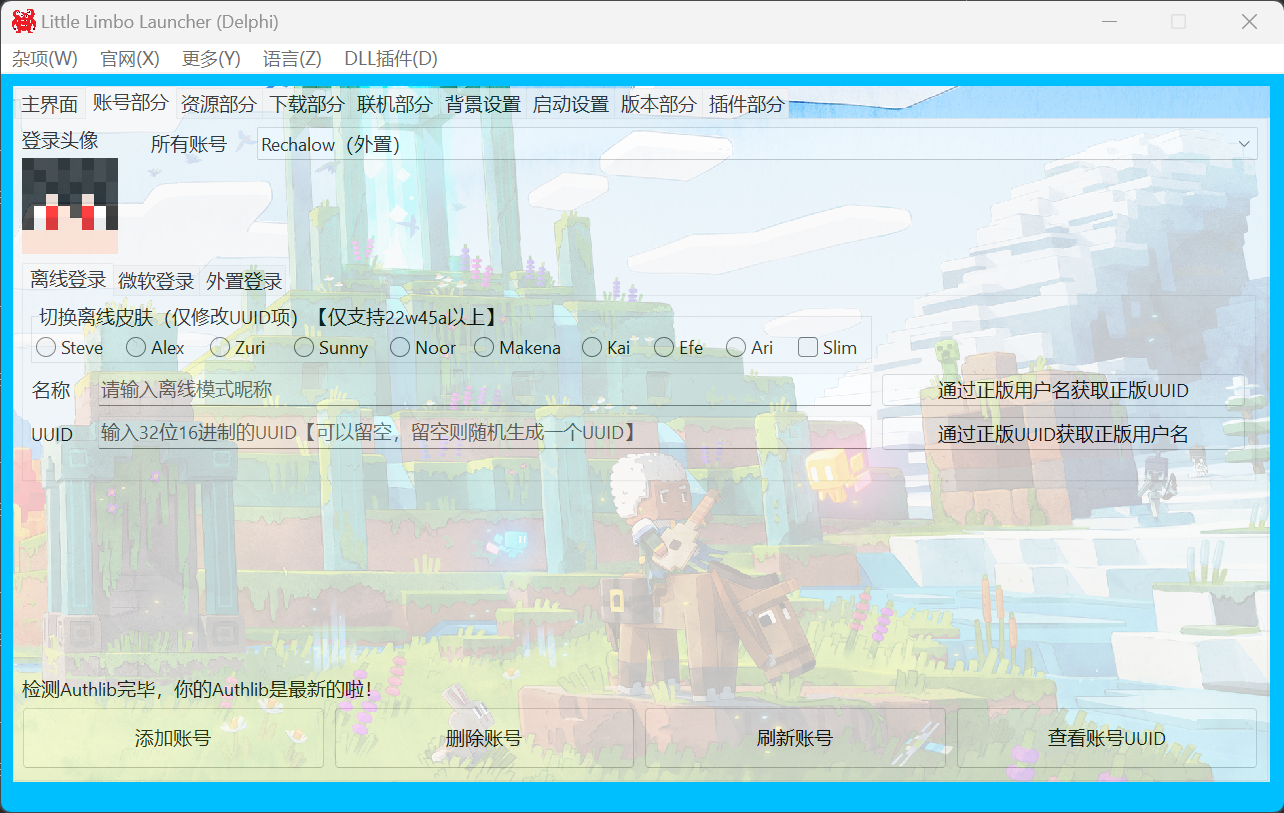 Little Limbo Launcher (Delphi)
杂项(W) 官网(X) 更多(Y) 语言(Z) DLL插件(D)
主界面 账号部分 资源部分 下载部分 联机部分 背景设置 启动设置 版本部分 插件部分
登录头像 所有账号 Rechalow（外置）
离线登录 微软登录 外置登录
切换离线皮肤（仅修改UUID项）【仅支持22w45a以上】
Steve Alex Zuri Sunny Noor Makena Kai Efe Ari Slim
名称 请输入离线模式昵称 通过正版用户名获取正版UUID
UUID 输入32位16进制的UUID【可以留空，留空则随机生成一个UUID】 通过正版UUID获取正版用户名
检测Authlib完毕，你的Authlib是最新的啦！
添加账号 删除账号 刷新账号 查看账号UUID